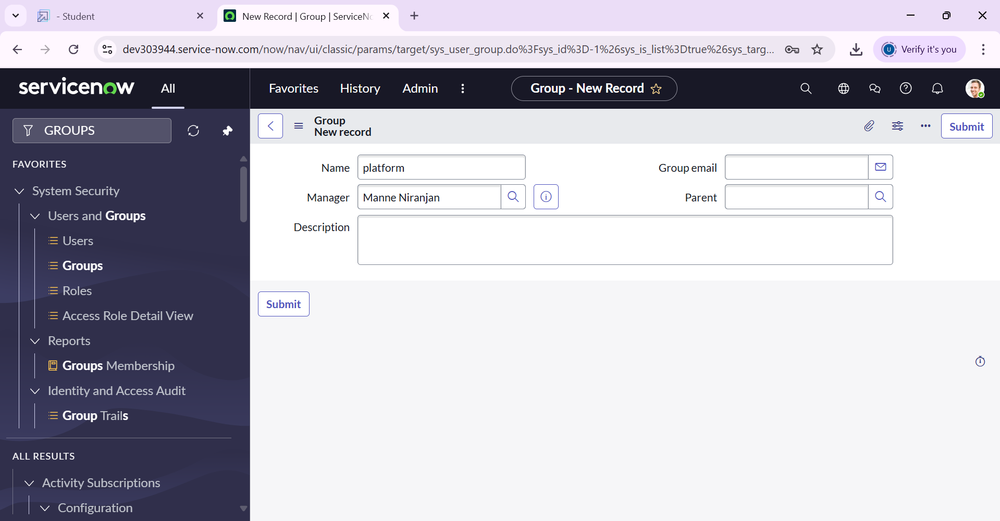 - Student
New Record | Group | ServiceNo
dev303944.service-now.com/now/nav/ui/classic/params/target/sys_user_group.do%3Fsys_id%3D-1%26sys_is_list%3Dtrue%26sys_targ...
U
Verify it's you
servicenow
All
Favorites
History
Admin
Group - New Record
GROUPS
FAVORITES
System Security
Users and Groups
Users
Groups
Roles
Access Role Detail View
Reports
Groups Membership
Identity and Access Audit
Group Trails
ALL RESULTS
Activity Subscriptions
Configuration
Group
New record
Submit
Name
platform
Group email
Manager
Manne Niranjan
Parent
Description
Submit